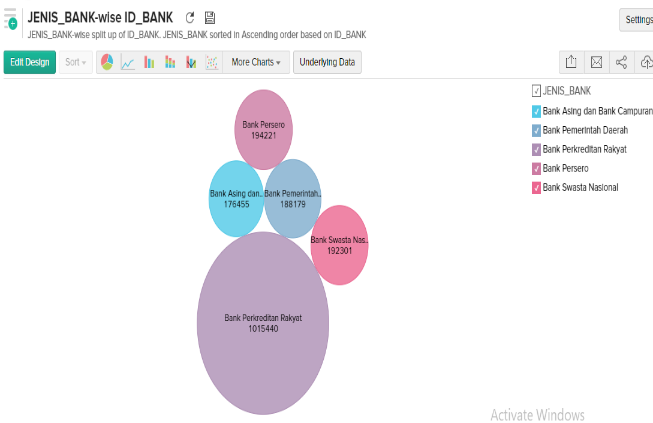 JENIS_BANK-wise ID_BANK
JENIS_BANK-wise split up of ID_BANK. JENIS_BANK sorted in Ascending order based on ID_BANK
Settings
Edit Design
Sort
More Charts
Underlying Data
Bank Persero
194221
Bank Asing dan..
176455
Bank Pemerintah..
188179
Bank Swasta Nas..
192301
Bank Perkreditan Rakyat
1015440
JENIS_BANK
Bank Asing dan Bank Campuran
Bank Pemerintah Daerah
Bank Perkreditan Rakyat
Bank Persero
Bank Swasta Nasional
Activate Windows